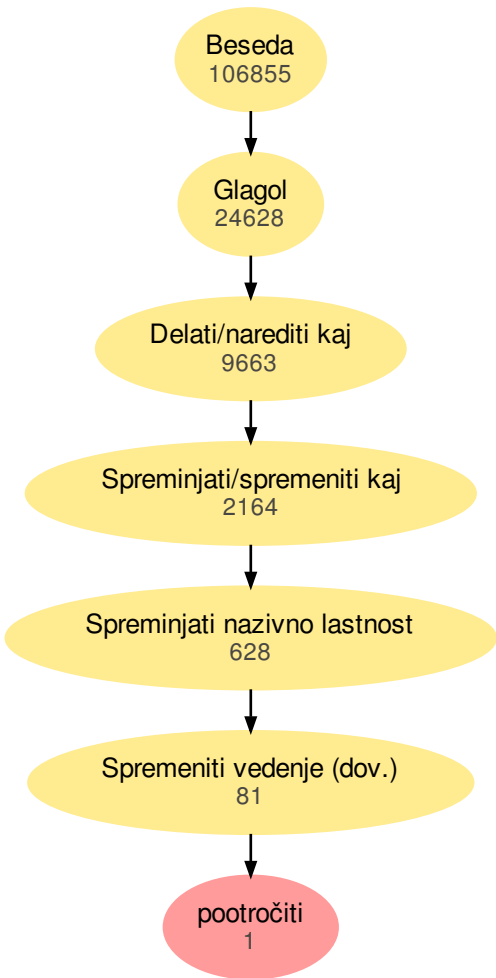 Beseda
106855
Glagol
24628
Delati/narediti kaj
9663
Spreminjati/spremeniti kaj
2164
Spreminjati nazivno lastnost
628
Spremeniti vedenje (dov.)
81
pootročiti
1